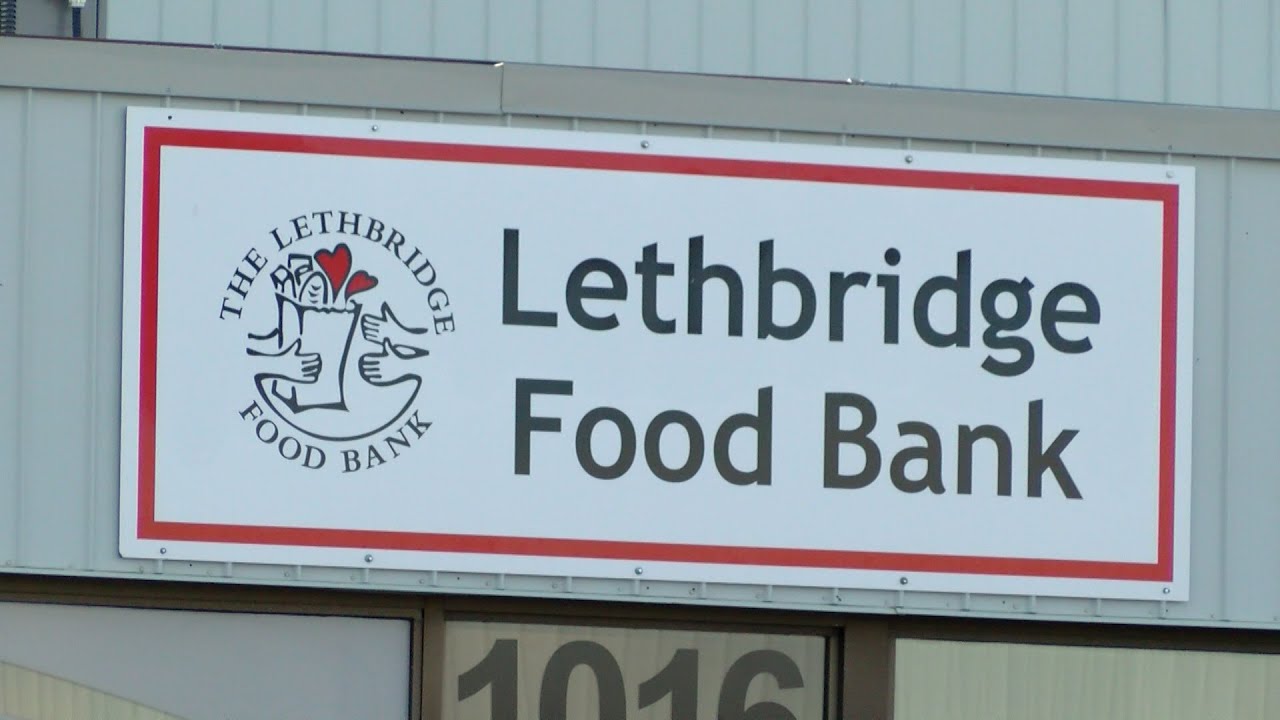 THE LETHBRIDGE
FOOD BANK
Lethbridge
Food Bank
1016